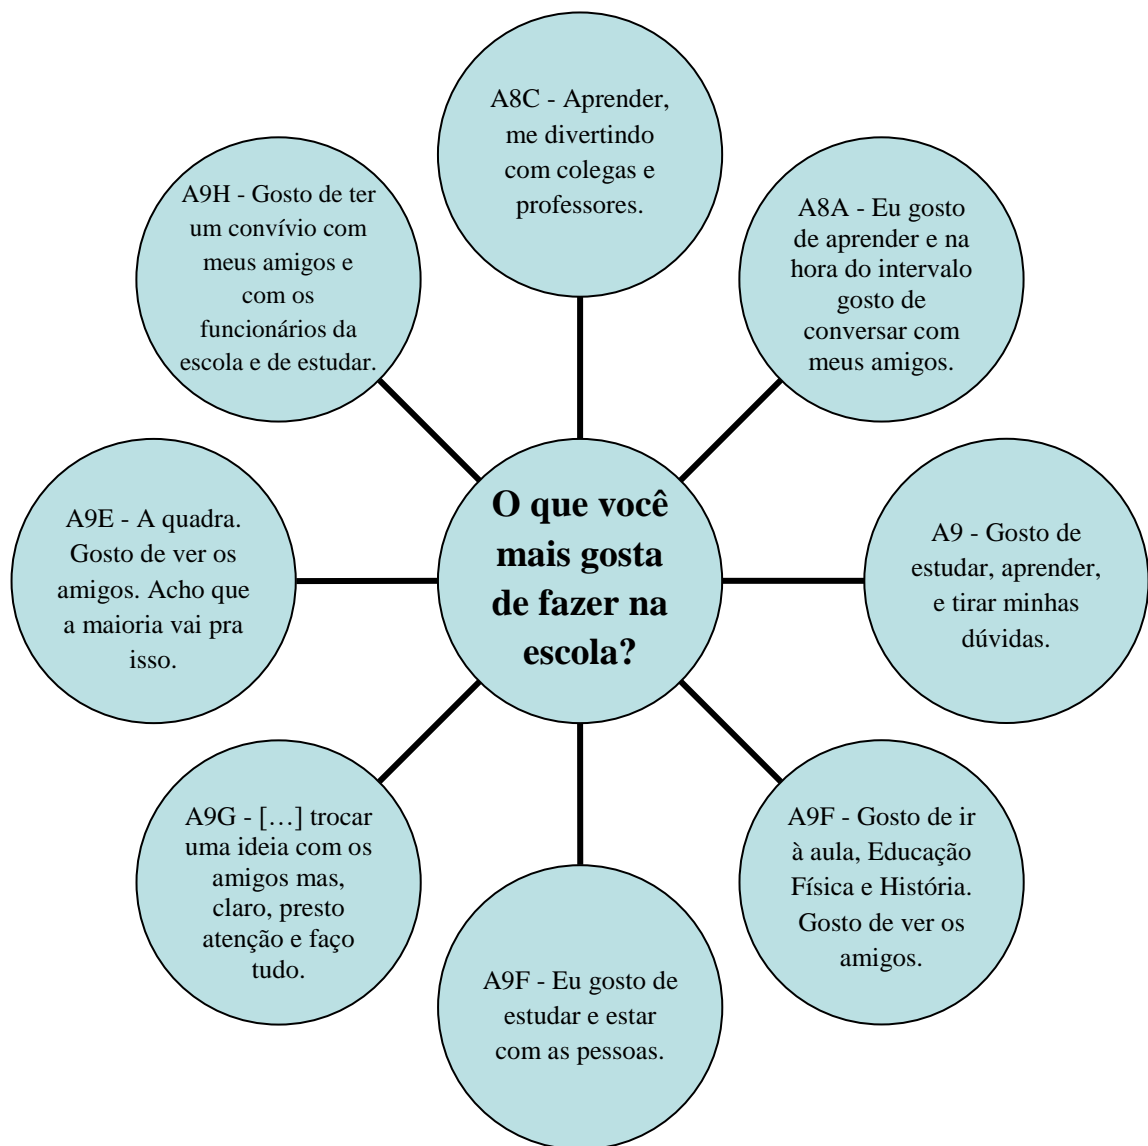 A8C - Aprender,
me divertindo
com colegas e
professores.
A8A - Eu gosto
de aprender e na
hora do intervalo
gosto de
conversar com
meus amigos.
A9 - Gosto de
estudar, aprender,
e tirar minhas
dúvidas.
A9F - Gosto de ir
à aula, Educação
Física e História.
Gosto de ver os
amigos.
A9F - Eu gosto de
estudar e estar
com as pessoas.
A9G - […] trocar
uma ideia com os
amigos mas,
claro, presto
atenção e faço
tudo.
A9E - A quadra.
Gosto de ver os
amigos. Acho que
a maioria vai pra
isso.
A9H - Gosto de ter
um convívio com
meus amigos e
com os
funcionários da
escola e de estudar.
O que você
mais gosta
de fazer na
escola?